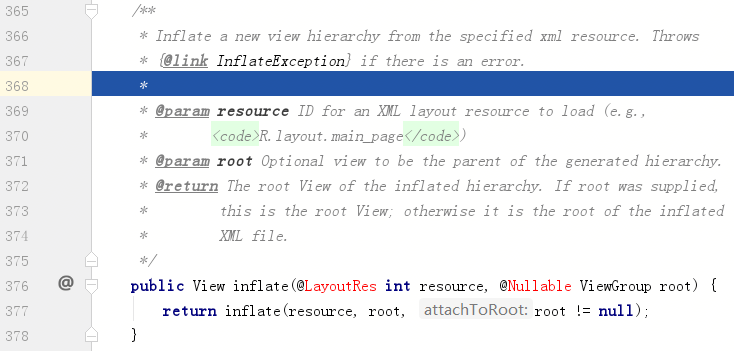 365 /**
366 * Inflate a new view hierarchy from the specified xml resource. Throws
367 * {@link InflateException} if there is an error.
368 *
369 * @param resource ID for an XML layout resource to load (e.g.,
370 * <code>R.layout.main_page</code>)
371 * @param root Optional view to be the parent of the generated hierarchy.
372 * @return The root View of the inflated hierarchy. If root was supplied,
373 * this is the root View; otherwise it is the root of the inflated
374 * XML file.
375 */
376 @ public View inflate(@LayoutRes int resource, @Nullable ViewGroup root) {
377 return inflate(resource, root, attachToRoot: root != null);
378 }